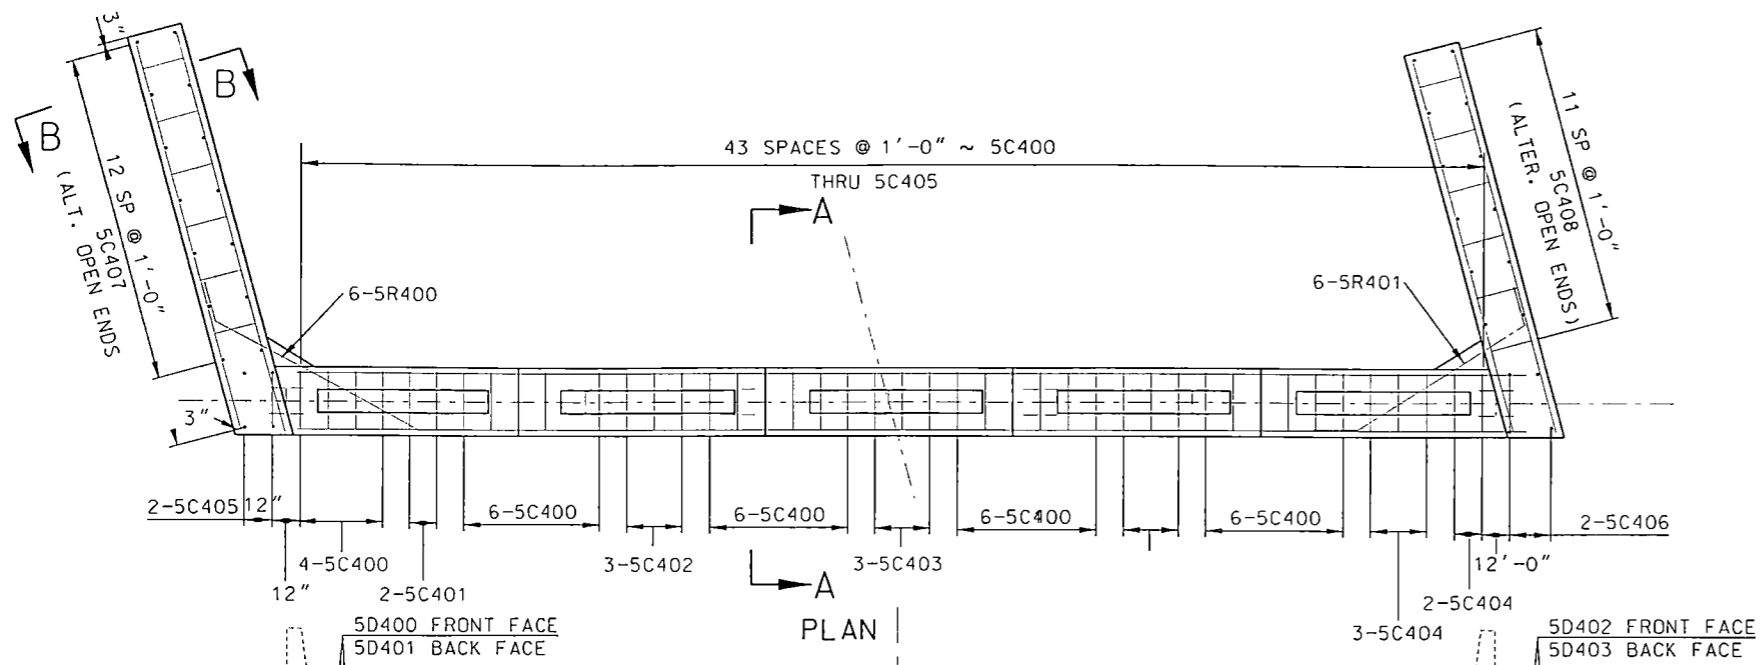 3"
B
B
12 SP @ 1'-0"
5C407
(ALT. OPEN ENDS
43 SPACES @ 1'-0" ~ 5C400
THRU 5C405
A
11 SP @ 1'-0"
5C408
(ALTER. OPEN ENDS)
6-5R400
6-5R401
3"
2-5C405
12"
6-5C400
6-5C400
6-5C400
6-5C400
2-5C406
4-5C400
3-5C402
3-5C403
12'-0"
12"
2-5C401
A
2-5C404
3-5C404
PLAN
5D400 FRONT FACE
5D401 BACK FACE
5D402 FRONT FACE
5D403 BACK FACE